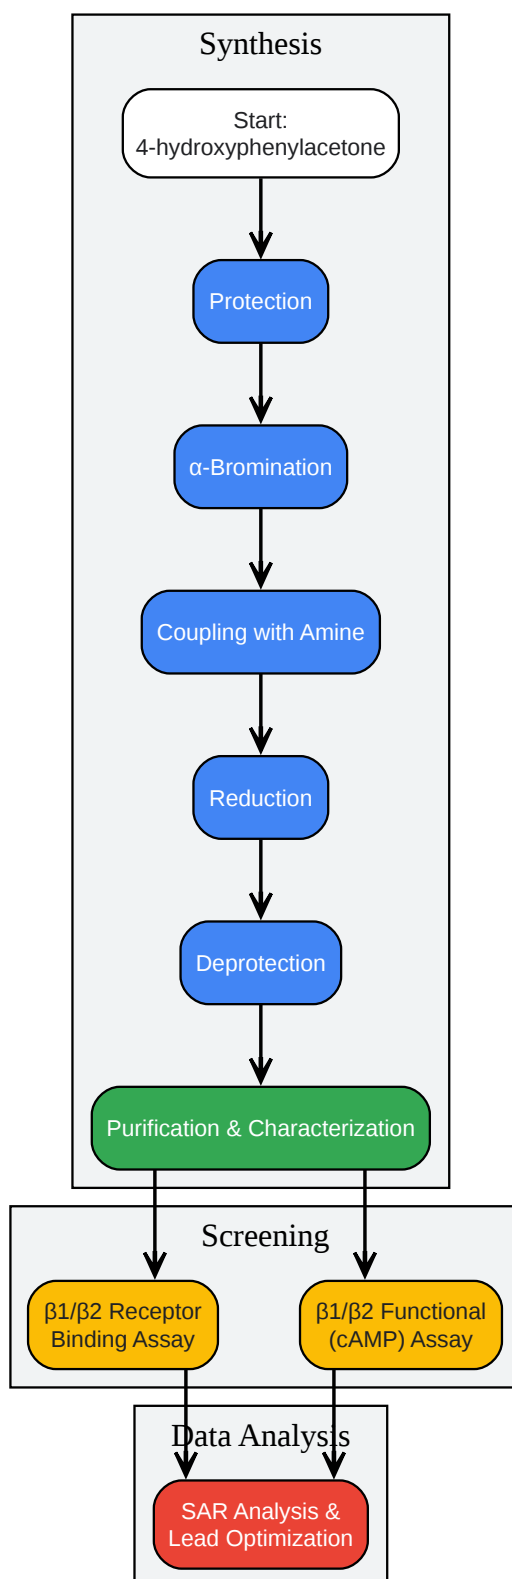 Synthesis
Start:
4-hydroxyphenylacetone
Protection
α-Bromination
Coupling with Amine
Reduction
Deprotection
Purification & Characterization
Screening
β1/β2 Receptor
Binding Assay
β1/β2 Functional
(cAMP) Assay
Data Analysis
SAR Analysis &
Lead Optimization